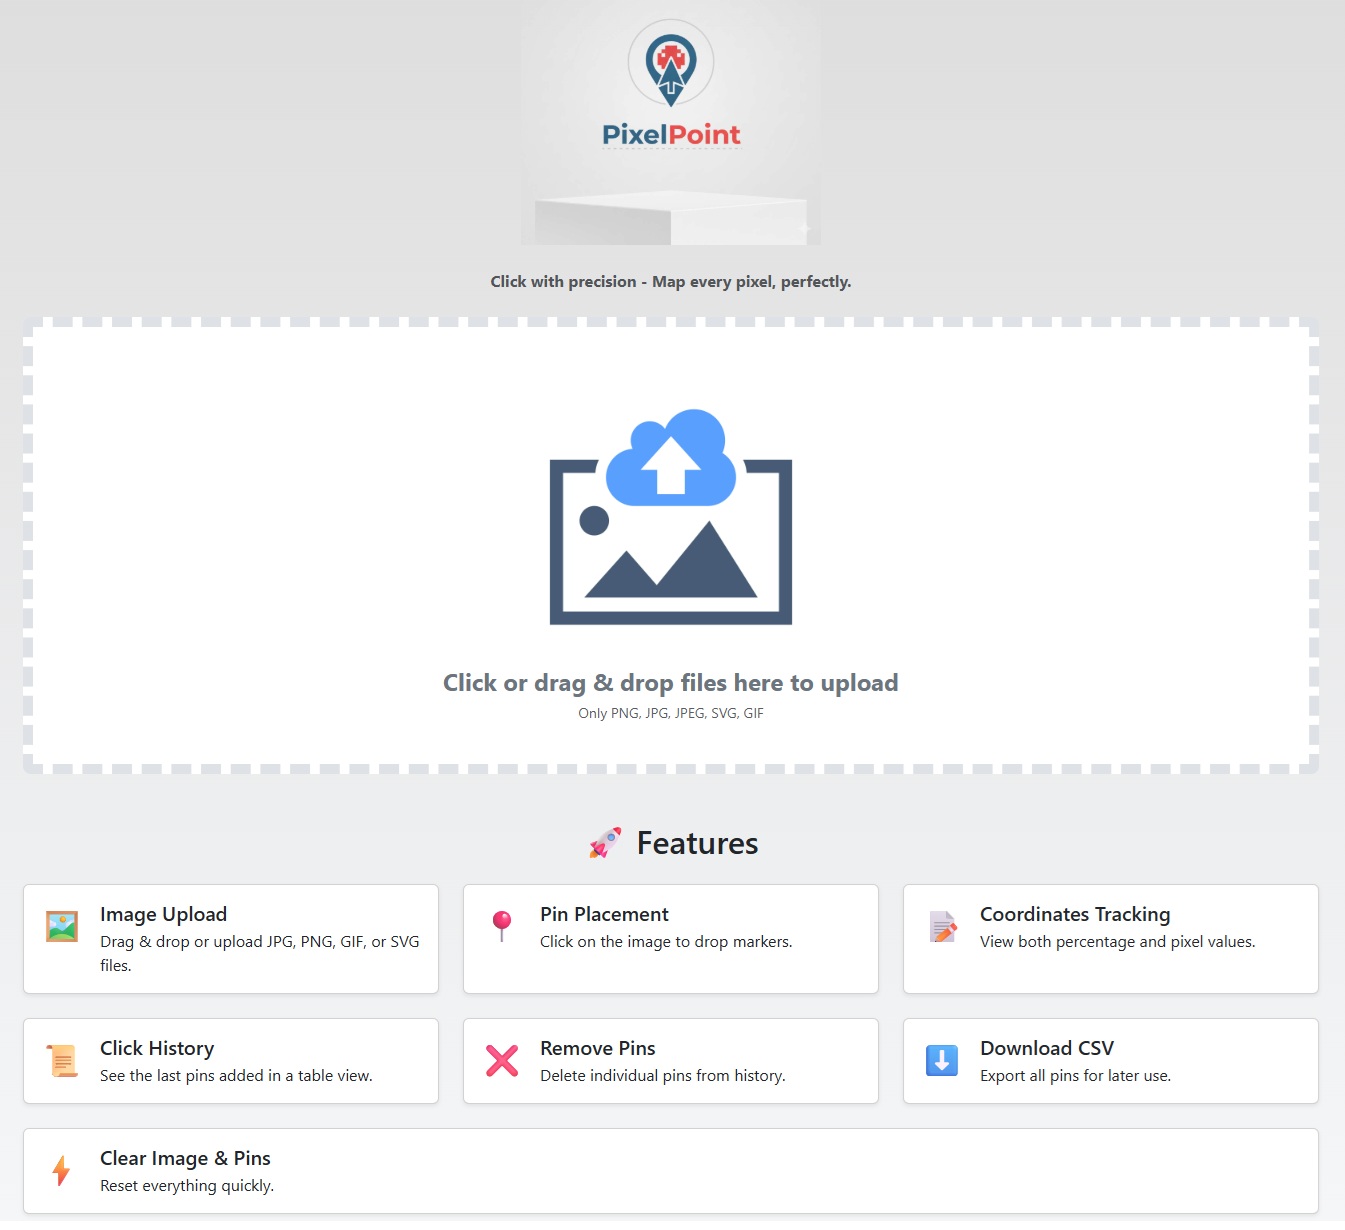 PixelPoint
Click with precision - Map every pixel, perfectly.
Click or drag & drop files here to upload
Only PNG, JPG, JPEG, SVG, GIF
Features
Image Upload
Drag & drop or upload JPG, PNG, GIF, or SVG
files.
Pin Placement
Click on the image to drop markers.
Coordinates Tracking
View both percentage and pixel values.
Click History
See the last pins added in a table view.
Remove Pins
Delete individual pins from history.
Download CSV
Export all pins for later use.
Clear Image & Pins
Reset everything quickly.